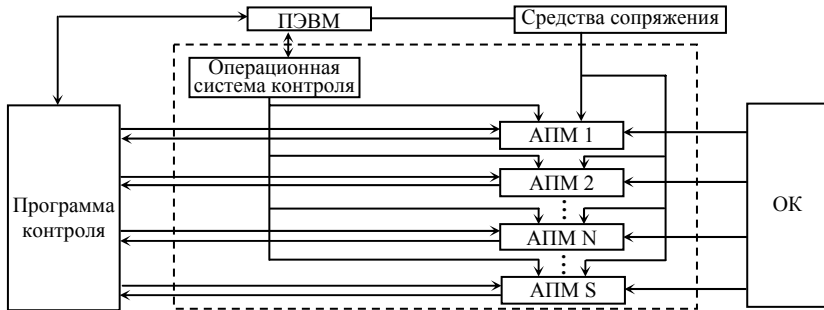 ПЭВМ
Средства сопряжения
Операционная
система контроля
АПМ 1
АПМ 2
Программа
контроля
ОК
АПМ N
АПМ S